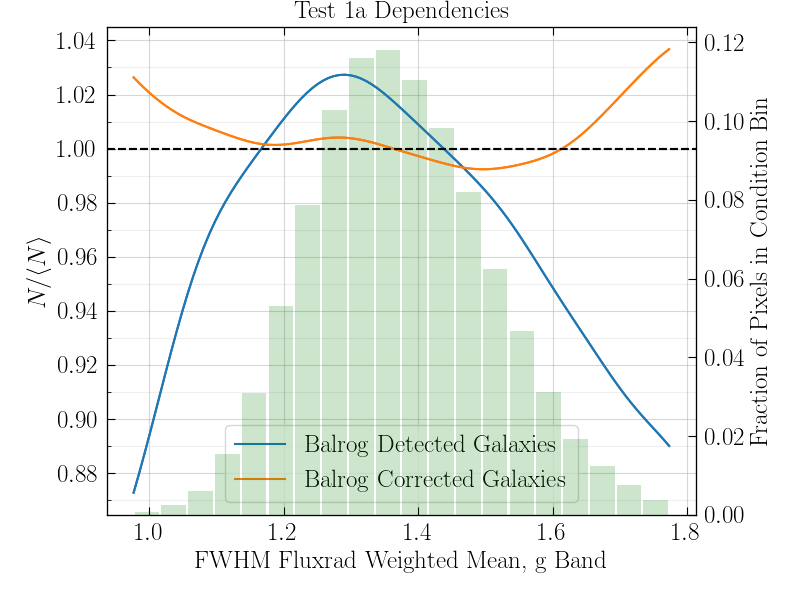 Test 1a Dependencies
1.04
1.02
1.00
0.98
0.96
0.94
0.92
0.90
0.88
N/⟨N⟩
0.12
0.10
0.08
0.06
0.04
0.02
0.00
Fraction of Pixels in Condition Bin
Balrog Detected Galaxies
Balrog Corrected Galaxies
1.0 1.2 1.4 1.6 1.8
FWHM Fluxrad Weighted Mean, g Band